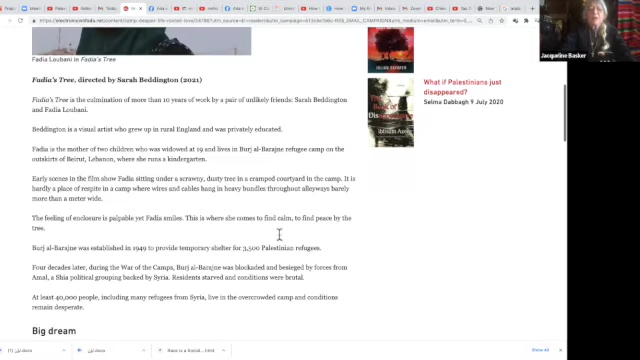 Fadia Loubani in Fadia's Tree
Fadia's Tree, directed by Sarah Beddington (2021)
Fadia's Tree is the culmination of more than 10 years of work by a pair of unlikely friends: Sarah Beddington
and Fadia Loubani.
Beddington is a visual artist who grew up in rural England and was privately educated.
Fadia is the mother of two children who was widowed at 19 and lives in Burj al-Barajne refugee camp on the
outskirts of Beirut, Lebanon, where she runs a kindergarten.
Early scenes in the film show Fadia sitting under a scrawny, dusty tree in a cramped courtyard in the camp. It
is hardly a place of respite in a camp where wires and cables hang in heavy bundles throughout alleyways barely
more than a meter wide.
The feeling of enclosure is palpable yet Fadia smiles. This is where she comes to find calm, to find peace by the
tree.
Burj al-Barajne was established in 1949 to provide temporary shelter for 3,500 Palestinian refugees.
Four decades later, during the War of the Camps, Burj al-Barajne was blockaded and besieged by forces from
Amal, a Shia political grouping backed by Syria. Residents starved and conditions were brutal.
At least 40,000 people, including many refugees from Syria, live in the overcrowded camp and conditions
remain desperate.
Big dream
What if Palestinians just
disappeared?
Selma Dabbagh 9 July 2020
Jacqarine Basker
Show All